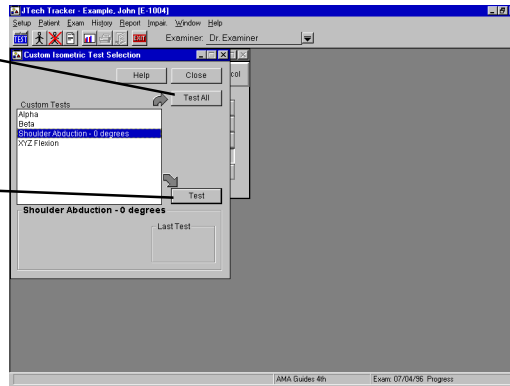 JTech Tracker - Example, John [E-1004]
Setup Patient Exam History Report Impair. Window Help
TEST EXIT Examiner: Dr. Examiner
Custom Isometric Test Selection
Help Close col
Test All
Custom Tests
Alpha
Beta
Shoulder Abduction - 0 degrees
XYZ Flexion
Test
Shoulder Abduction - 0 degrees
Last Test
AMA Guides 4th Exam: 07/04/96 Progress